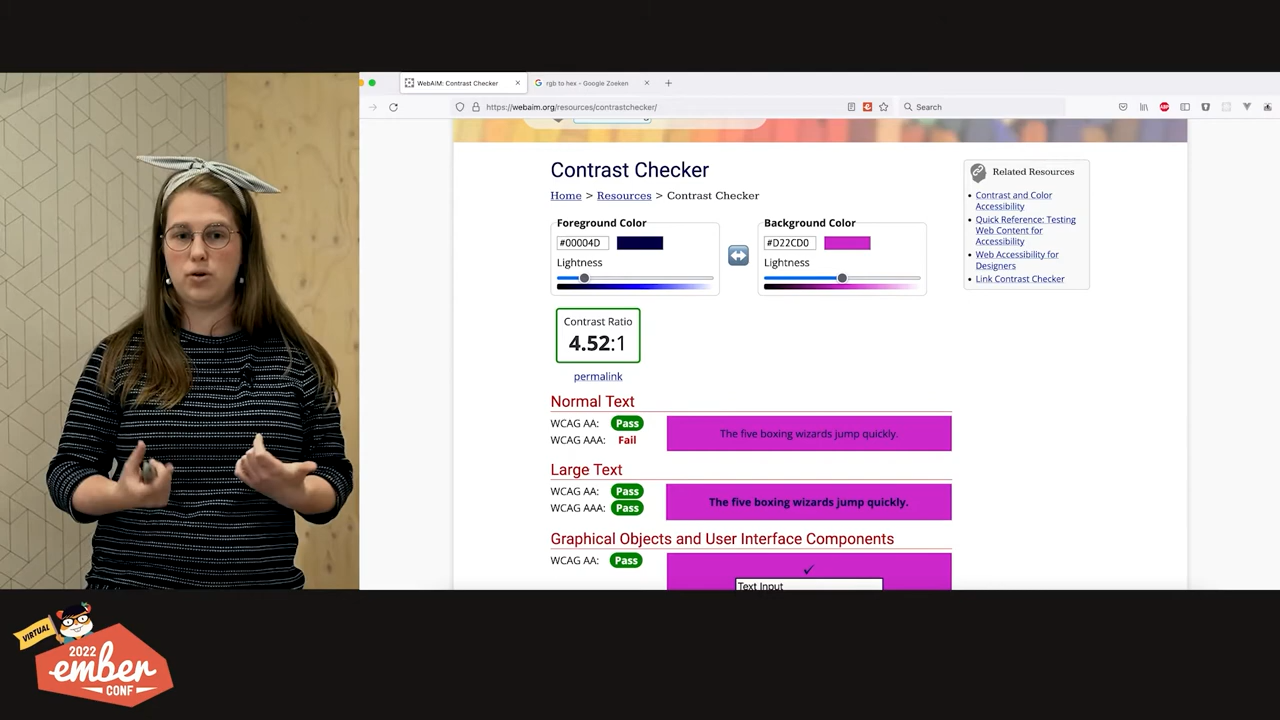 WebAIM: Contrast Checker
rgb to hex - Google Zoeken
https://webaim.org/resources/contrastchecker/
Search
Contrast Checker
Home > Resources > Contrast Checker
Foreground Color
#00004D
Lightness
Background Color
#D22CD0
Lightness
Related Resources
Contrast and Color
Accessibility
Quick Reference: Testing
Web Content for
Accessibility
Web Accessibility for
Designers
Link Contrast Checker
Contrast Ratio
4.52:1
permalink
Normal Text
WCAG AA: Pass
WCAG AAA: Fail
The five boxing wizards jump quickly.
Large Text
WCAG AA: Pass
WCAG AAA: Pass
The five boxing wizards jump quickly.
Graphical Objects and User Interface Components
WCAG AA: Pass
✓
Text Input
VIRTUAL
2022
ember
CONF